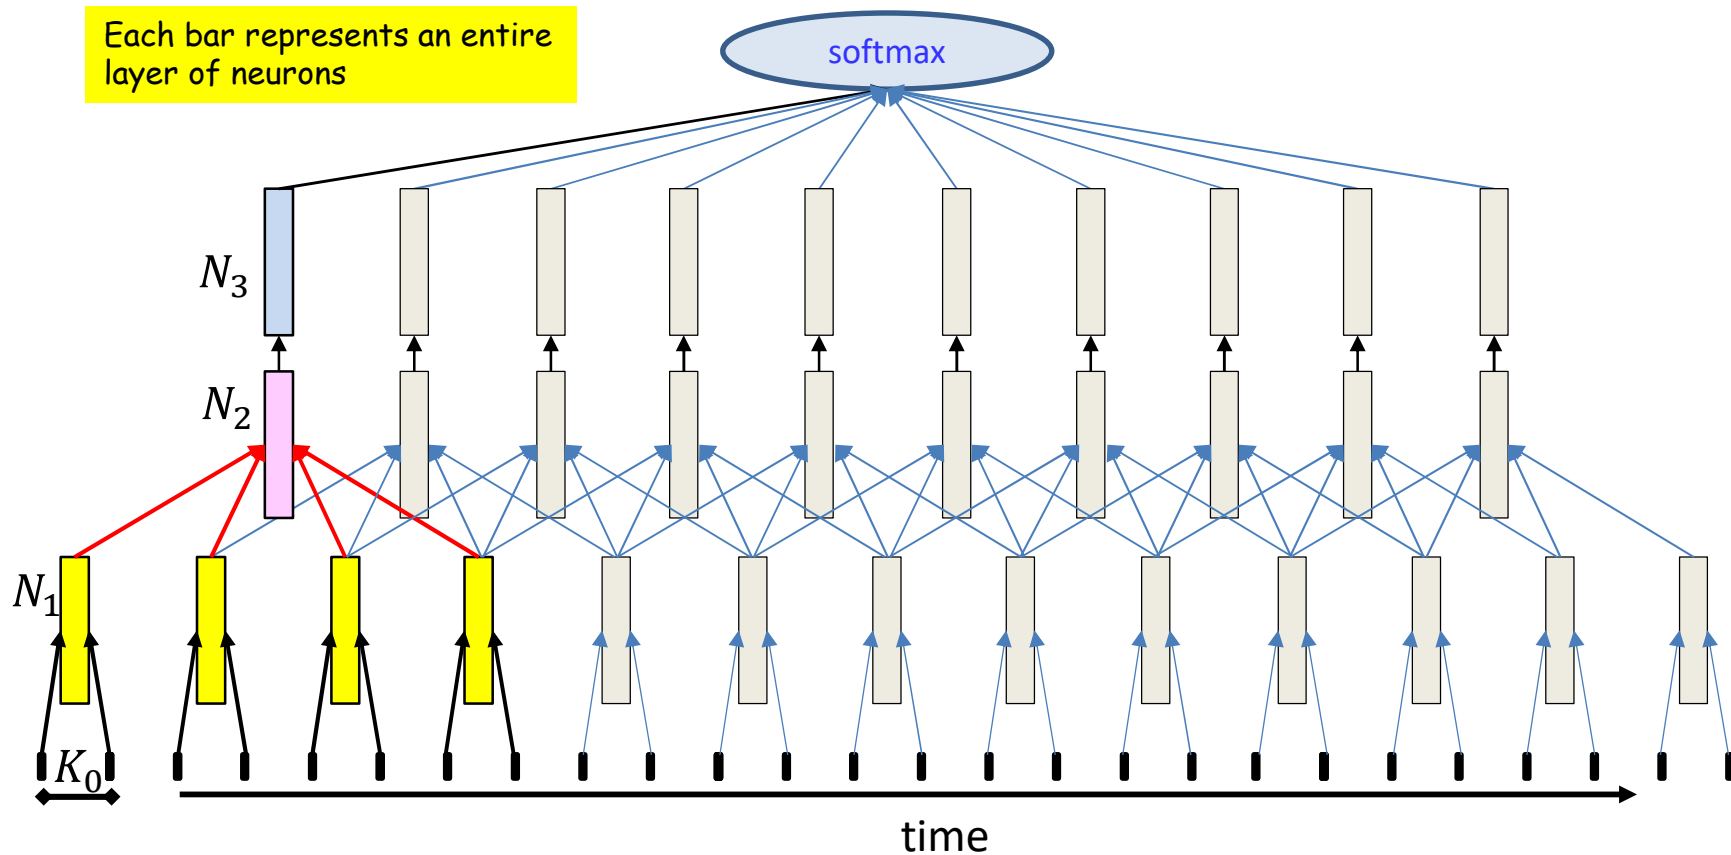 Each bar represents an entire
layer of neurons
softmax
N₃
N₂
N₁
K₀
time